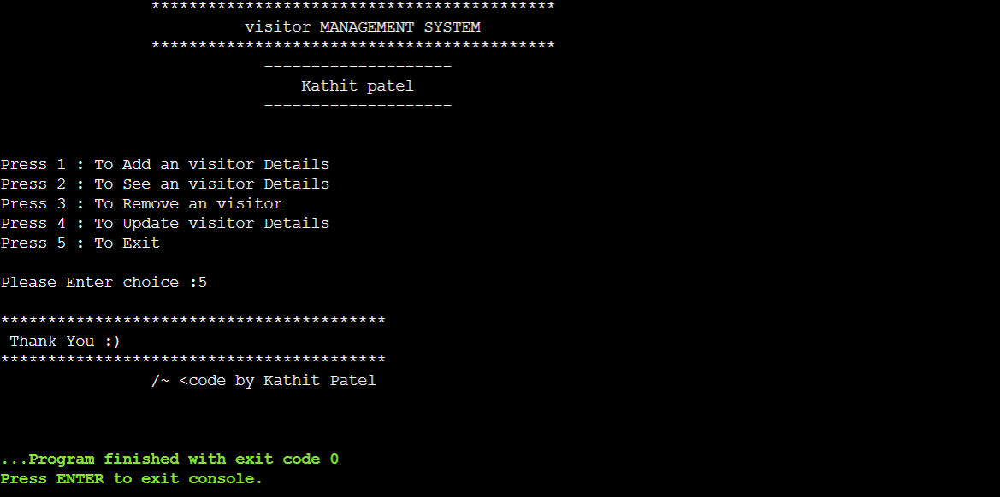 *******************************************
visitor MANAGEMENT SYSTEM
*******************************************
--------------------
Kathit patel
--------------------
Press 1 : To Add an visitor Details
Press 2 : To See an visitor Details
Press 3 : To Remove an visitor
Press 4 : To Update visitor Details
Press 5 : To Exit
Please Enter choice :5
*****************************************
Thank You :)
*****************************************
/~ <code by Kathit Patel
...Program finished with exit code 0
Press ENTER to exit console.